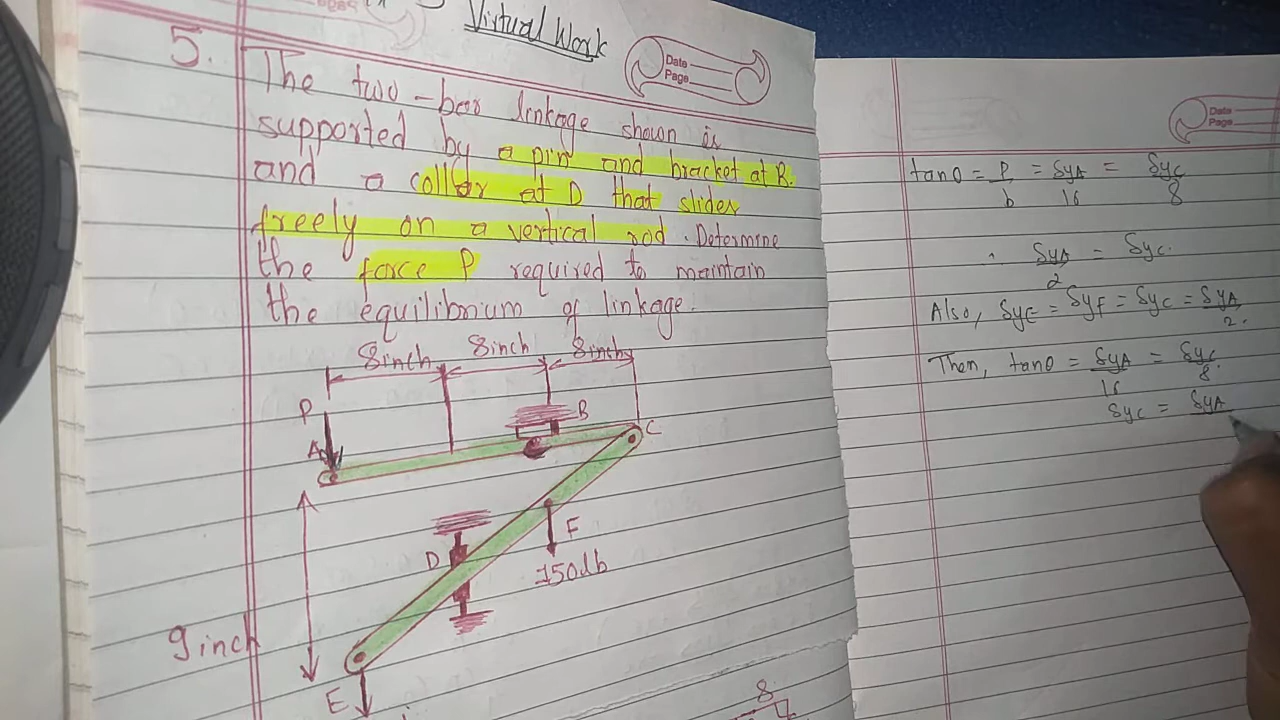 Virtual Work
Date
Page
5.
The two-bar linkage shown is
supported by a pin and bracket at B.
and a collar at D that slides
freely on a vertical rod. Determine
the force P required to maintain
the equilibrium of linkage.
8inch 8inch 8inch
P
B
A
C
F
D
150lb
9inch
E
8
Date
Page
tanθ = P/b = δyA/16 = δyC/8
∴ δyA/2 = δyC.
Also, δyE = δyF = δyC = δyA/2.
Then, tanθ = δyA/16 = δyC/8.
δyC = δyA